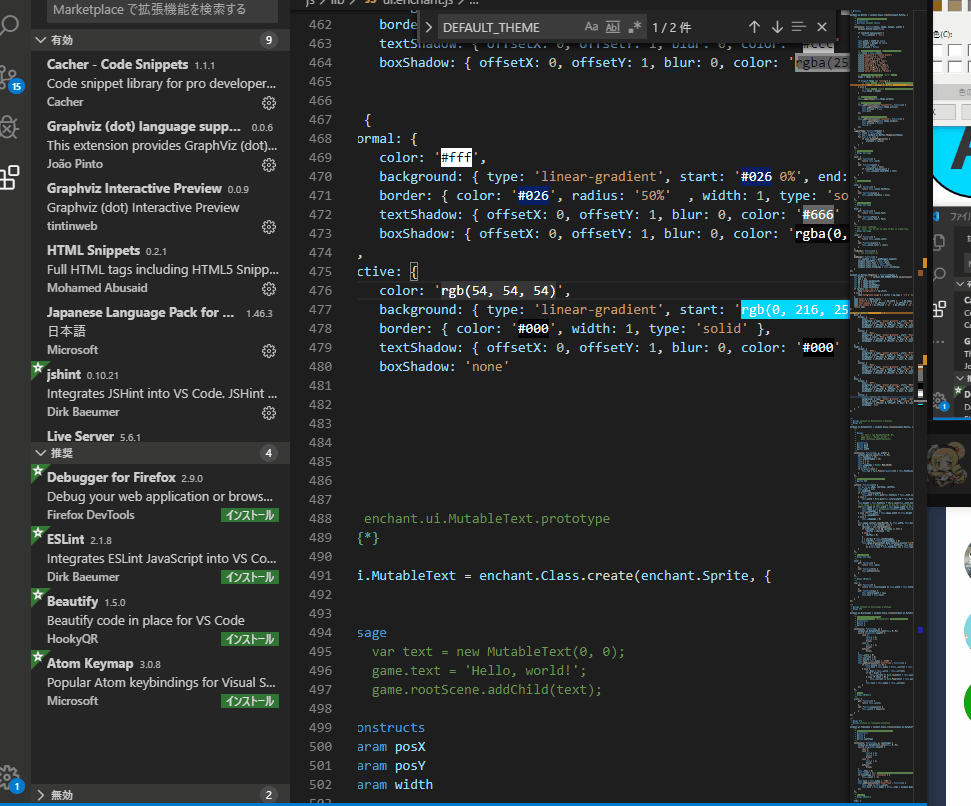 js > lib > ui.enchant.js > ...
Marketplace で拡張機能を検索する
有効 9
Cacher - Code Snippets 1.1.1
Code snippet library for pro developer...
Cacher
Graphviz (dot) language supp... 0.0.6
This extension provides GraphViz (dot)...
João Pinto
Graphviz Interactive Preview 0.0.9
Graphviz (dot) Interactive Preview
tintinweb
HTML Snippets 0.2.1
Full HTML tags including HTML5 Snipp...
Mohamed Abusaid
Japanese Language Pack for ... 1.46.3
日本語
Microsoft
jshint 0.10.21
Integrates JSHint into VS Code. JSHint ...
Dirk Baeumer
Live Server 5.6.1
推奨 4
Debugger for Firefox 2.9.0
Debug your web application or brows...
Firefox DevTools インストール
ESLint 2.1.8
Integrates ESLint JavaScript into VS Co...
Dirk Baeumer インストール
Beautify 1.5.0
Beautify code in place for VS Code
HookyQR インストール
Atom Keymap 3.0.8
Popular Atom keybindings for Visual S...
Microsoft インストール
無効 2
15
1
DEFAULT_THEME Aa Abl .* 1 / 2 件
462 borde
463 textShadow: { offsetX: 0, offsetY: 1, blur: 0, color: '#ccc'
464 boxShadow: { offsetX: 0, offsetY: 1, blur: 0, color: 'rgba(25
465
466
467 {
468 ormal: {
469 color: '#fff',
470 background: { type: 'linear-gradient', start: '#026 0%', end:
471 border: { color: '#026', radius: '50%' , width: 1, type: 'so
472 textShadow: { offsetX: 0, offsetY: 1, blur: 0, color: '#666'
473 boxShadow: { offsetX: 0, offsetY: 1, blur: 0, color: 'rgba(0,
474 ,
475 ctive: {
476 color: 'rgb(54, 54, 54)',
477 background: { type: 'linear-gradient', start: 'rgb(0, 216, 25
478 border: { color: '#000', width: 1, type: 'solid' },
479 textShadow: { offsetX: 0, offsetY: 1, blur: 0, color: '#000'
480 boxShadow: 'none'
481
482
483
484
485
486
487
488 enchant.ui.MutableText.prototype
489 {*}
490
491 i.MutableText = enchant.Class.create(enchant.Sprite, {
492
493
494 sage
495 var text = new MutableText(0, 0);
496 game.text = 'Hello, world!';
497 game.rootScene.addChild(text);
498
499 onstructs
500 aram posX
501 aram posY
502 aram width